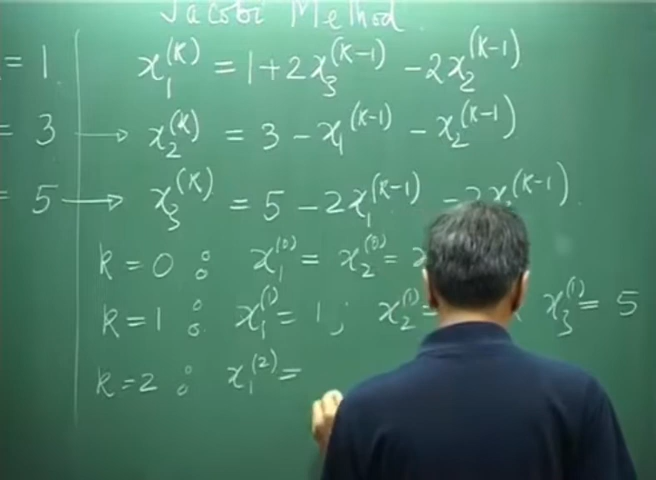 Jacobi Method
= 1. x₁^(k) = 1 + 2x₃^(k-1) - 2x₂^(k-1)
= 3 → x₂^(k) = 3 - x₁^(k-1) - x₂^(k-1)
= 5 → x₃^(k) = 5 - 2x₁^(k-1) - 2x^(k-1).
k = 0 : x₁^(0) = x₂^(0) =
k = 1 : x₁^(1) = 1 ; x₂^(1) = x₃^(1) = 5
k = 2 : x₁^(2) =